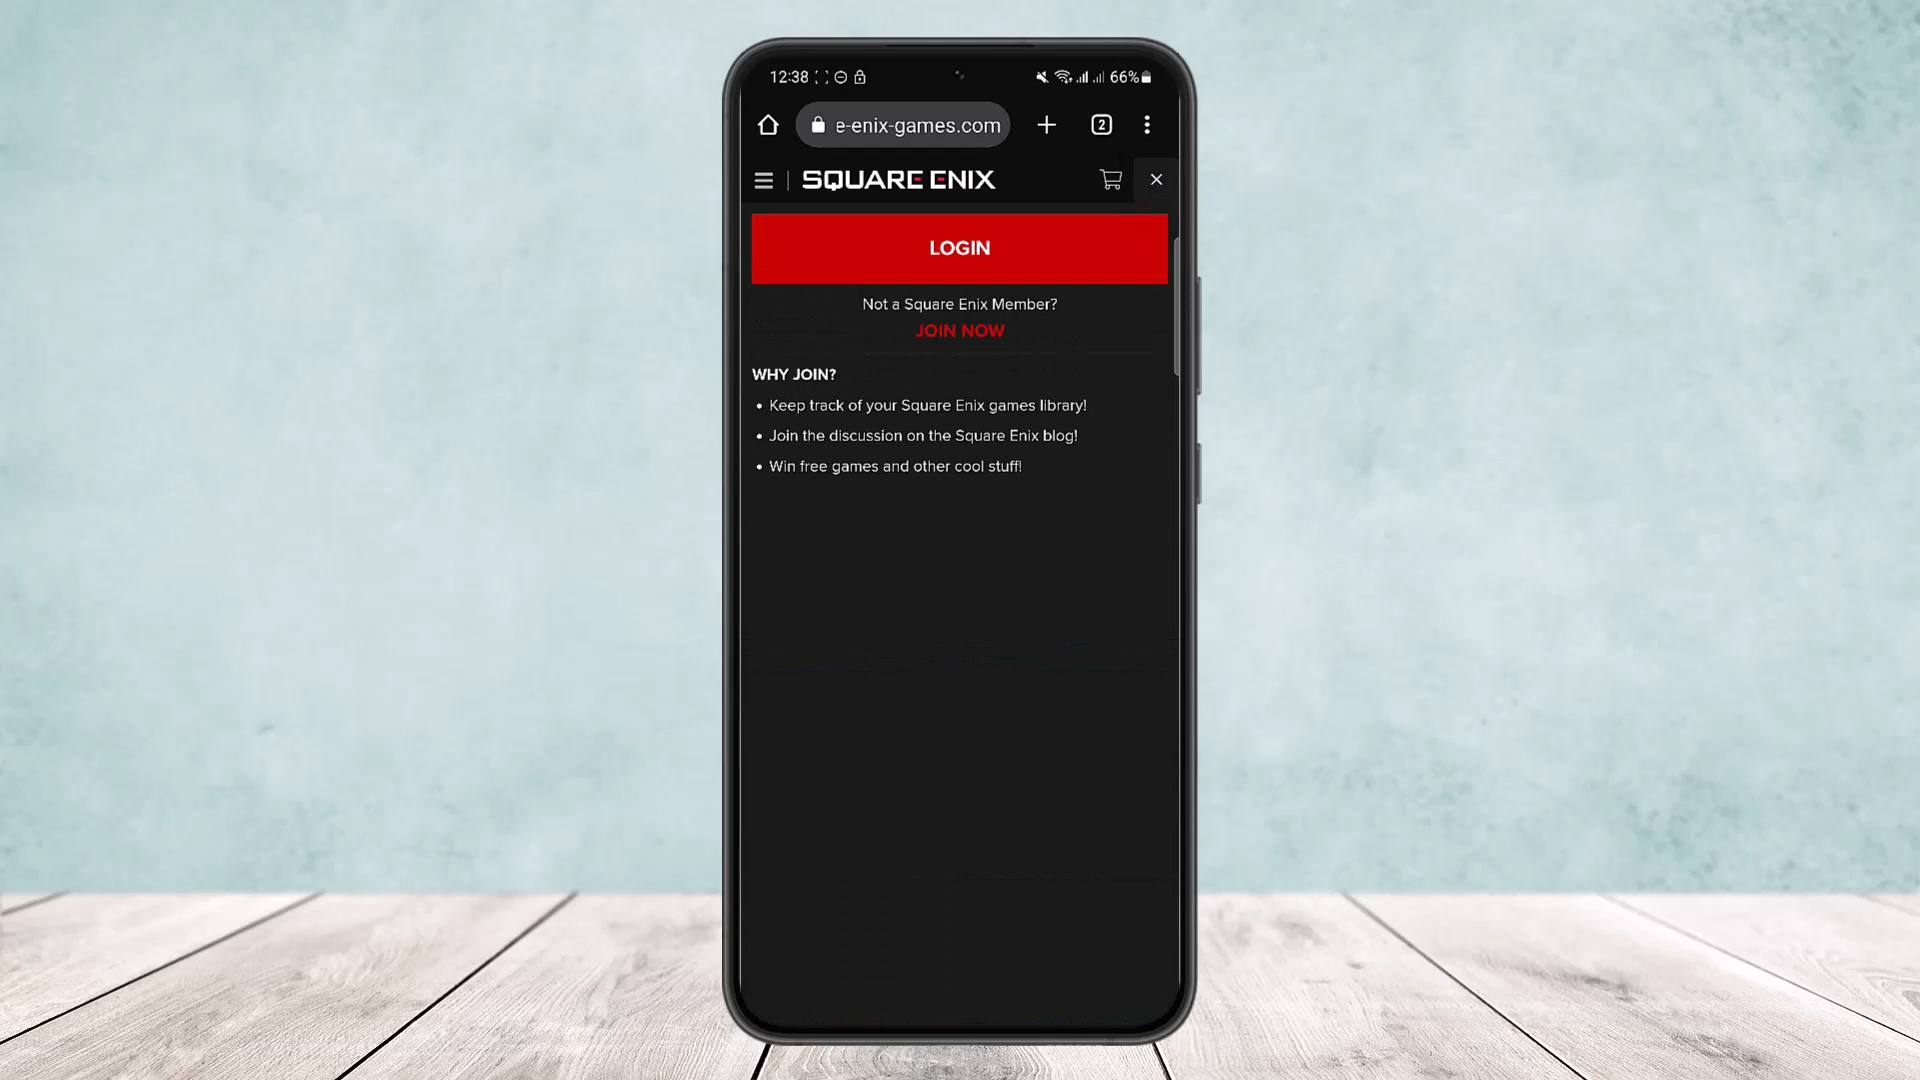 12:38
66%
e-enix-games.com
2
SQUARE ENIX
LOGIN
Not a Square Enix Member?
JOIN NOW
WHY JOIN?
• Keep track of your Square Enix games library!
• Join the discussion on the Square Enix blog!
• Win free games and other cool stuff!